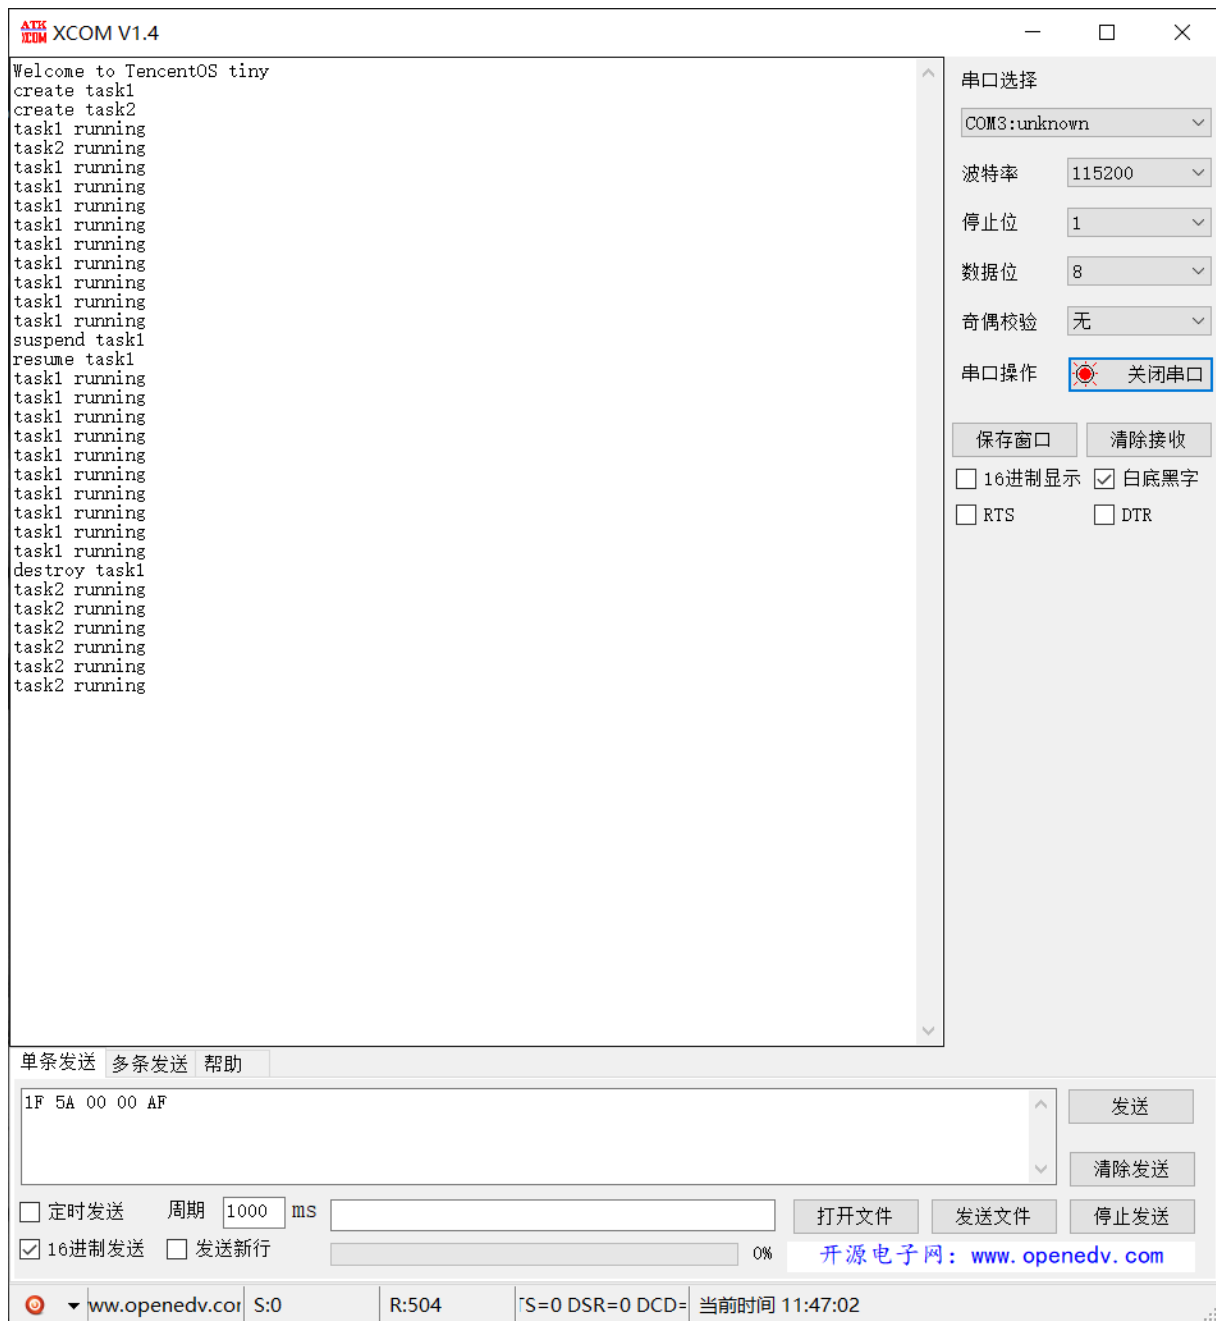 ATK XCOM XCOM V1.4
Welcome to TencentOS tiny
create task1
create task2
task1 running
task2 running
task1 running
task1 running
task1 running
task1 running
task1 running
task1 running
task1 running
task1 running
task1 running
suspend task1
resume task1
task1 running
task1 running
task1 running
task1 running
task1 running
task1 running
task1 running
task1 running
task1 running
task1 running
destroy task1
task2 running
task2 running
task2 running
task2 running
task2 running
task2 running
串口选择
COM3:unknown
波特率 115200
停止位 1
数据位 8
奇偶校验 无
串口操作 关闭串口
保存窗口 清除接收
16进制显示 白底黑字
RTS DTR
单条发送 多条发送 帮助
1F 5A 00 00 AF
发送
清除发送
定时发送 周期 1000 ms 打开文件 发送文件 停止发送
16进制发送 发送新行 0% 开源电子网: www.openedv.com
ww.openedv.cor S:0 R:504 TS=0 DSR=0 DCD= 当前时间 11:47:02